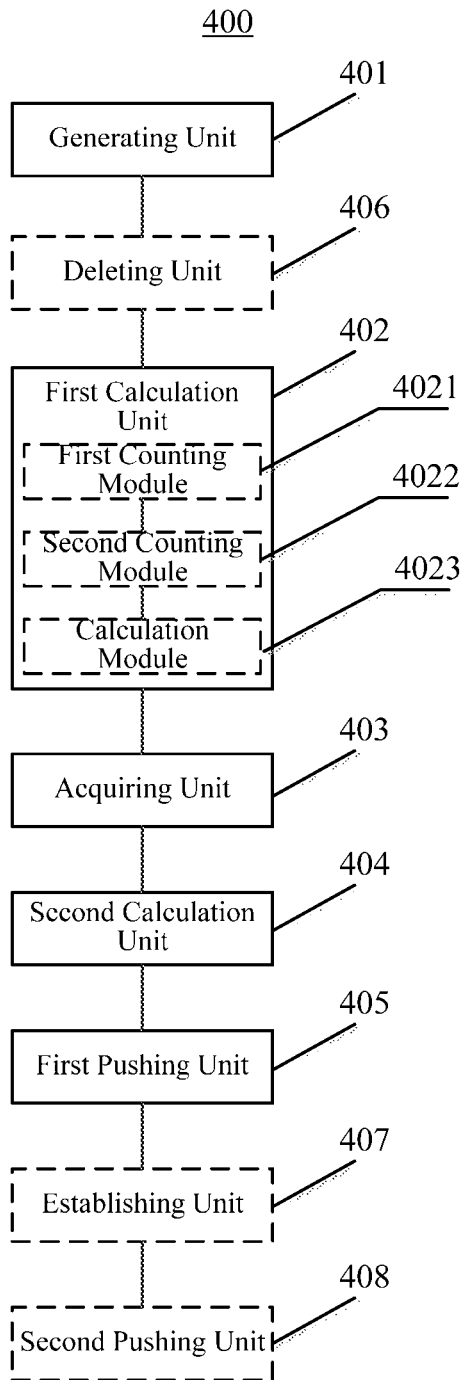 400
401
Generating Unit
406
Deleting Unit
402
First Calculation
Unit
4021
First Counting
Module
4022
Second Counting
Module
4023
Calculation
Module
403
Acquiring Unit
404
Second Calculation
Unit
405
First Pushing Unit
407
Establishing Unit
408
Second Pushing Unit